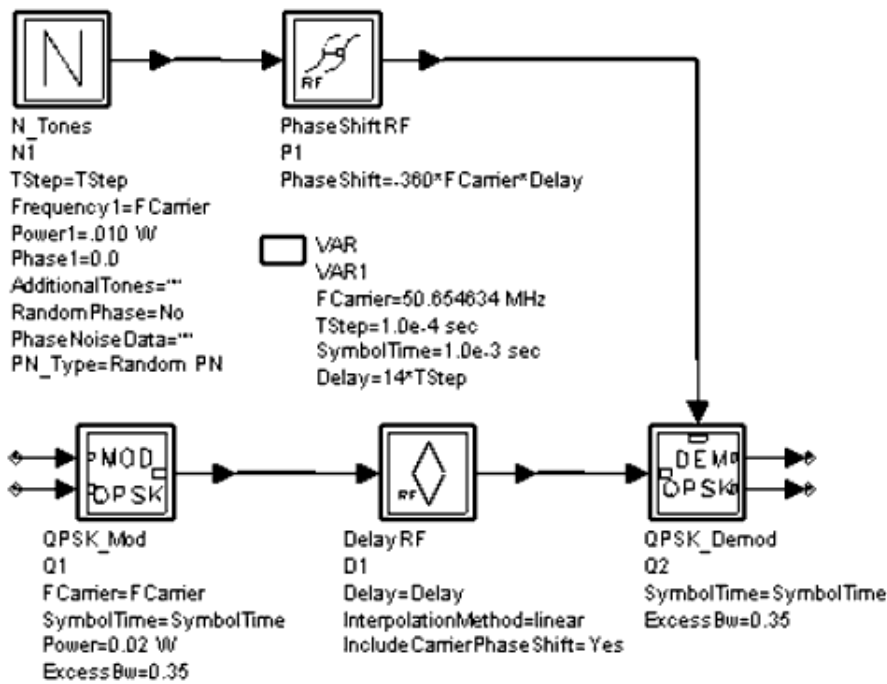 N
RF
N_Tones
N1
TStep=TStep
Frequency1=FCarrier
Power1=.010 W
Phase1=0.0
AdditionalTones=""
RandomPhase=No
PhaseNoiseData=""
PN_Type=Random PN
PhaseShiftRF
P1
PhaseShift=-360*FCarrier*Delay
VAR
VAR1
FCarrier=50.654634 MHz
TStep=1.0e-4 sec
SymbolTime=1.0e-3 sec
Delay=14*TStep
MOD
QPSK
RF
DEM
QPSK
QPSK_Mod
Q1
FCarrier=FCarrier
SymbolTime=SymbolTime
Power=0.02 W
ExcessBw=0.35
DelayRF
D1
Delay=Delay
InterpolationMethod=linear
IncludeCarrierPhaseShift=Yes
QPSK_Demod
Q2
SymbolTime=SymbolTime
ExcessBw=0.35